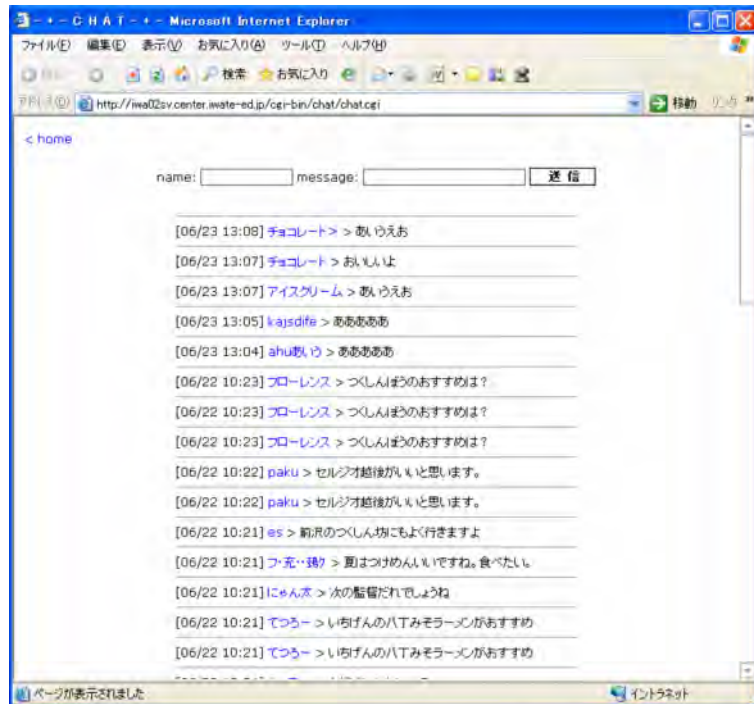 - + - C H A T - + - Microsoft Internet Explorer
ファイル(F) 編集(E) 表示(V) お気に入り(A) ツール(T) ヘルプ(H)
検索 お気に入り
http://iwa02sv.center.iwate-ed.jp/cgi-bin/chat/chat.cgi 移動
< home
name: message: 送信
[06/23 13:08] チョコレート> > あいうえお
[06/23 13:07] チョコレート > おいしいよ
[06/23 13:07] アイスクリーム > あいうえお
[06/23 13:05] kajsdife > あああああ
[06/23 13:04] ahuあいう > あああああ
[06/22 10:23] フローレンス > つくしんぼうのおすすめは?
[06/22 10:23] フローレンス > つくしんぼうのおすすめは?
[06/22 10:23] フローレンス > つくしんぼうのおすすめは?
[06/22 10:22] paku > セルジオ越後がいいと思います。
[06/22 10:22] paku > セルジオ越後がいいと思います。
[06/22 10:21] es > 前沢のつくしん坊にもよく行きますよ
[06/22 10:21] > 夏はつけめんいいですね。食べたい。
[06/22 10:21] にゃん太 > 次の監督だれでしょうね
[06/22 10:21] てつろー > いちげんの八丁みそラーメンがおすすめ
[06/22 10:21] てつろー > いちげんの八丁みそラーメンがおすすめ
ページが表示されました イントラネット